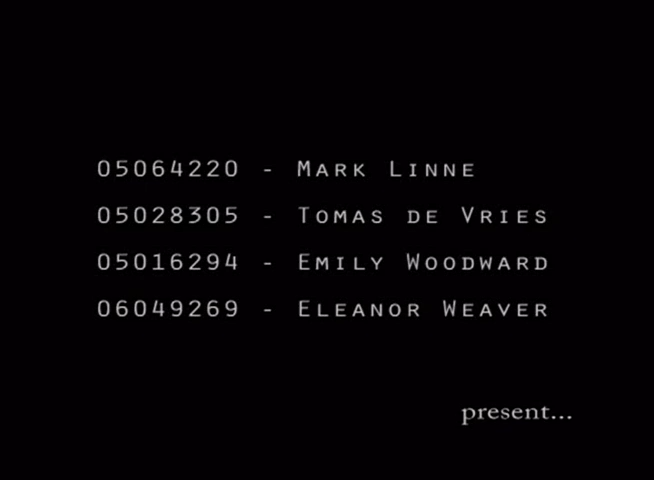 05064220 - Mark Linne
05028305 - Tomas de Vries
05016294 - Emily Woodward
06049269 - Eleanor Weaver
present...